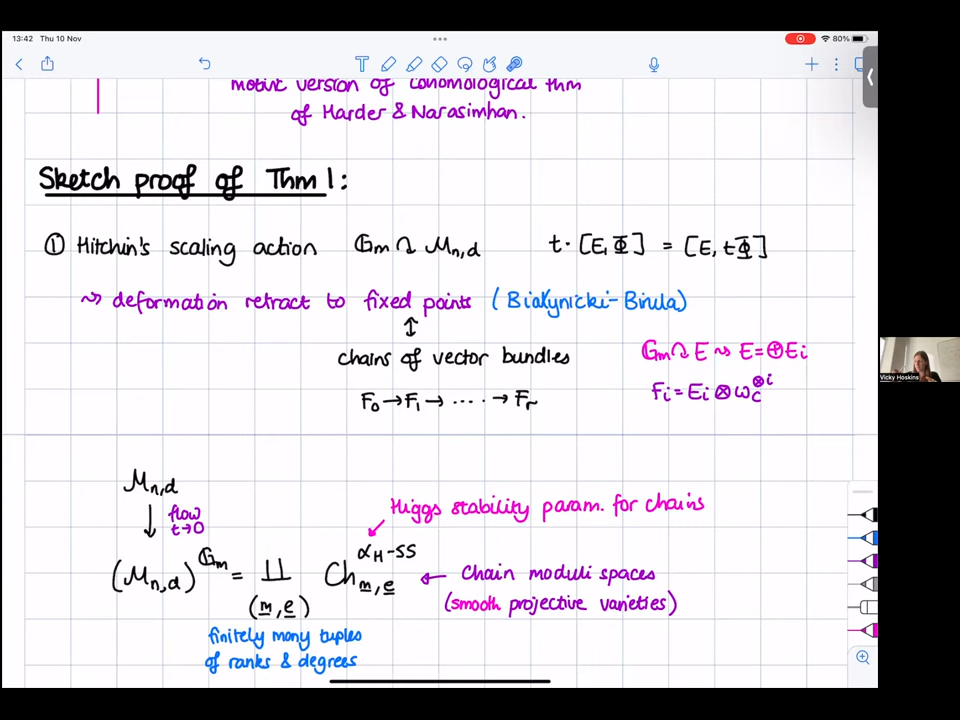 13:42 Thu 10 Nov
80%
motivic version of cohomological thm
of Harder & Narasimhan.
Sketch proof of Thm 1:
① Hitchin's scaling action 𝔾m ↷ Mn,d t·[E,Φ] = [E,tΦ]
⇝ deformation retract to fixed points (Białynicki-Birula)
↕
chains of vector bundles
F0 → F1 → ···· → Fr
𝔾m ↷ E ⇝ E = ⊕Ei
Fi = Ei ⊗ ωC^⊗i
Vicky Hoskins
Mn,d
↓ flow t→0
Higgs stability param. for chains
(Mn,d)^𝔾m = ∐(m,e) Ch m,e^αH-ss ← Chain moduli spaces
(smooth projective varieties)
finitely many tuples
of ranks & degrees